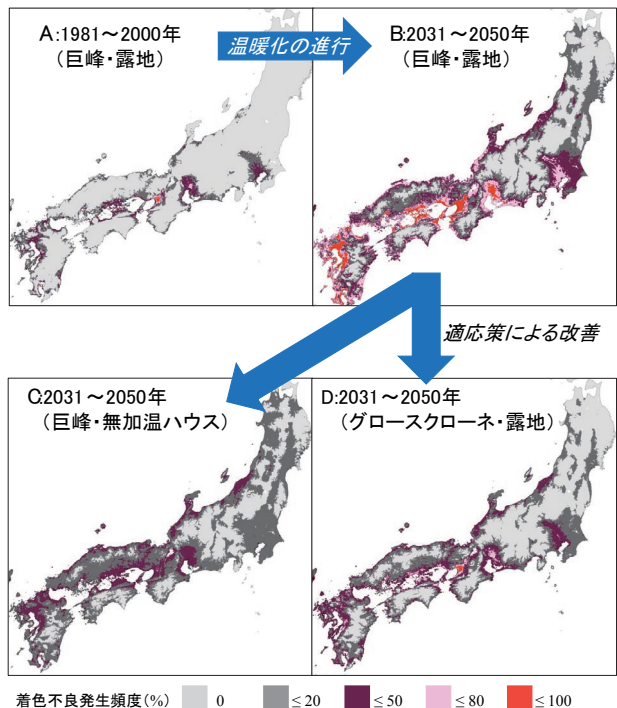 A:1981～2000年
（巨峰・露地）
温暖化の進行
B:2031～2050年
（巨峰・露地）
適応策による改善
C:2031～2050年
（巨峰・無加温ハウス）
D:2031～2050年
（グロースクローネ・露地）
着色不良発生頻度(%) 0 ≤20 ≤50 ≤80 ≤100